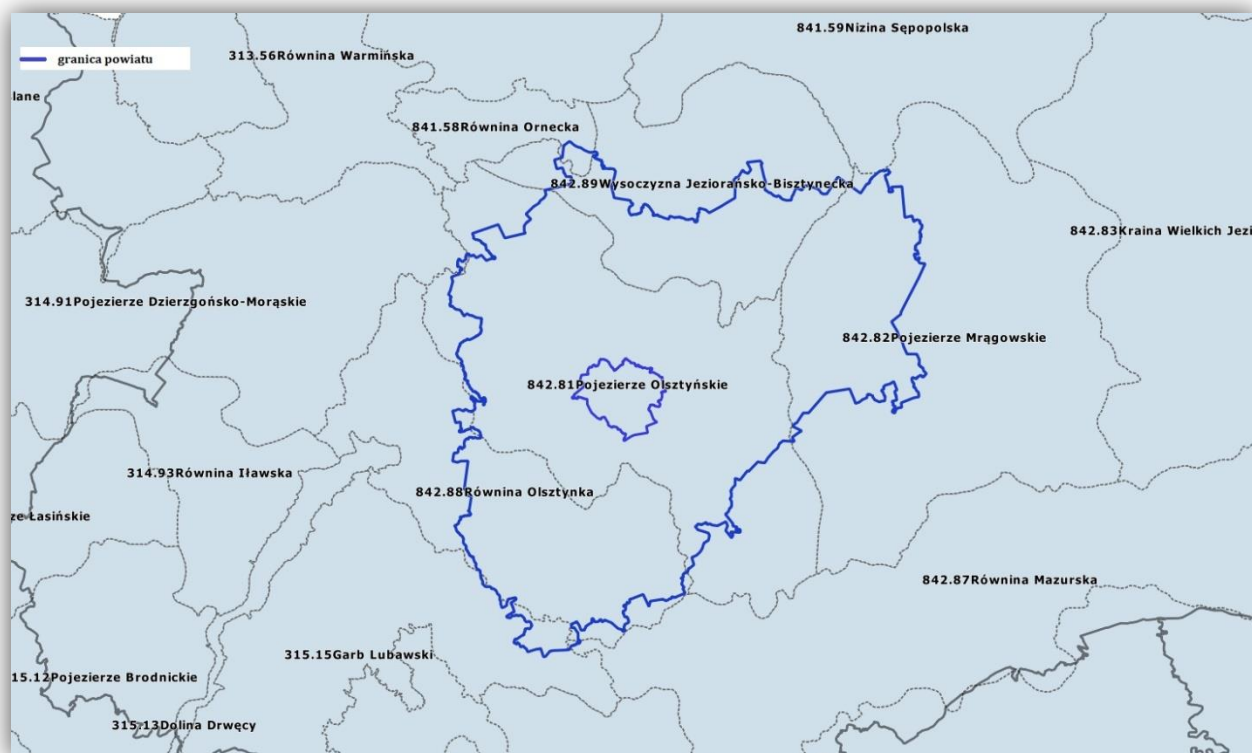 841.59Nizina Sępopolska
granica powiatu
313.56Równina Warmińska
lane
841.58Równina Ornecka
842.89Wysoczyzna Jeziorańsko-Bisztynecka
842.83Kraina Wielkich Jezi
314.91Pojezierze Dzierzgońsko-Morąskie
842.82Pojezierze Mrągowskie
842.81Pojezierze Olsztyńskie
314.93Równina Iławska
842.88Równina Olsztynka
ze Łasińskie
842.87Równina Mazurska
315.15Garb Lubawski
15.12Pojezierze Brodnickie
315.13Dolina Drwęcy